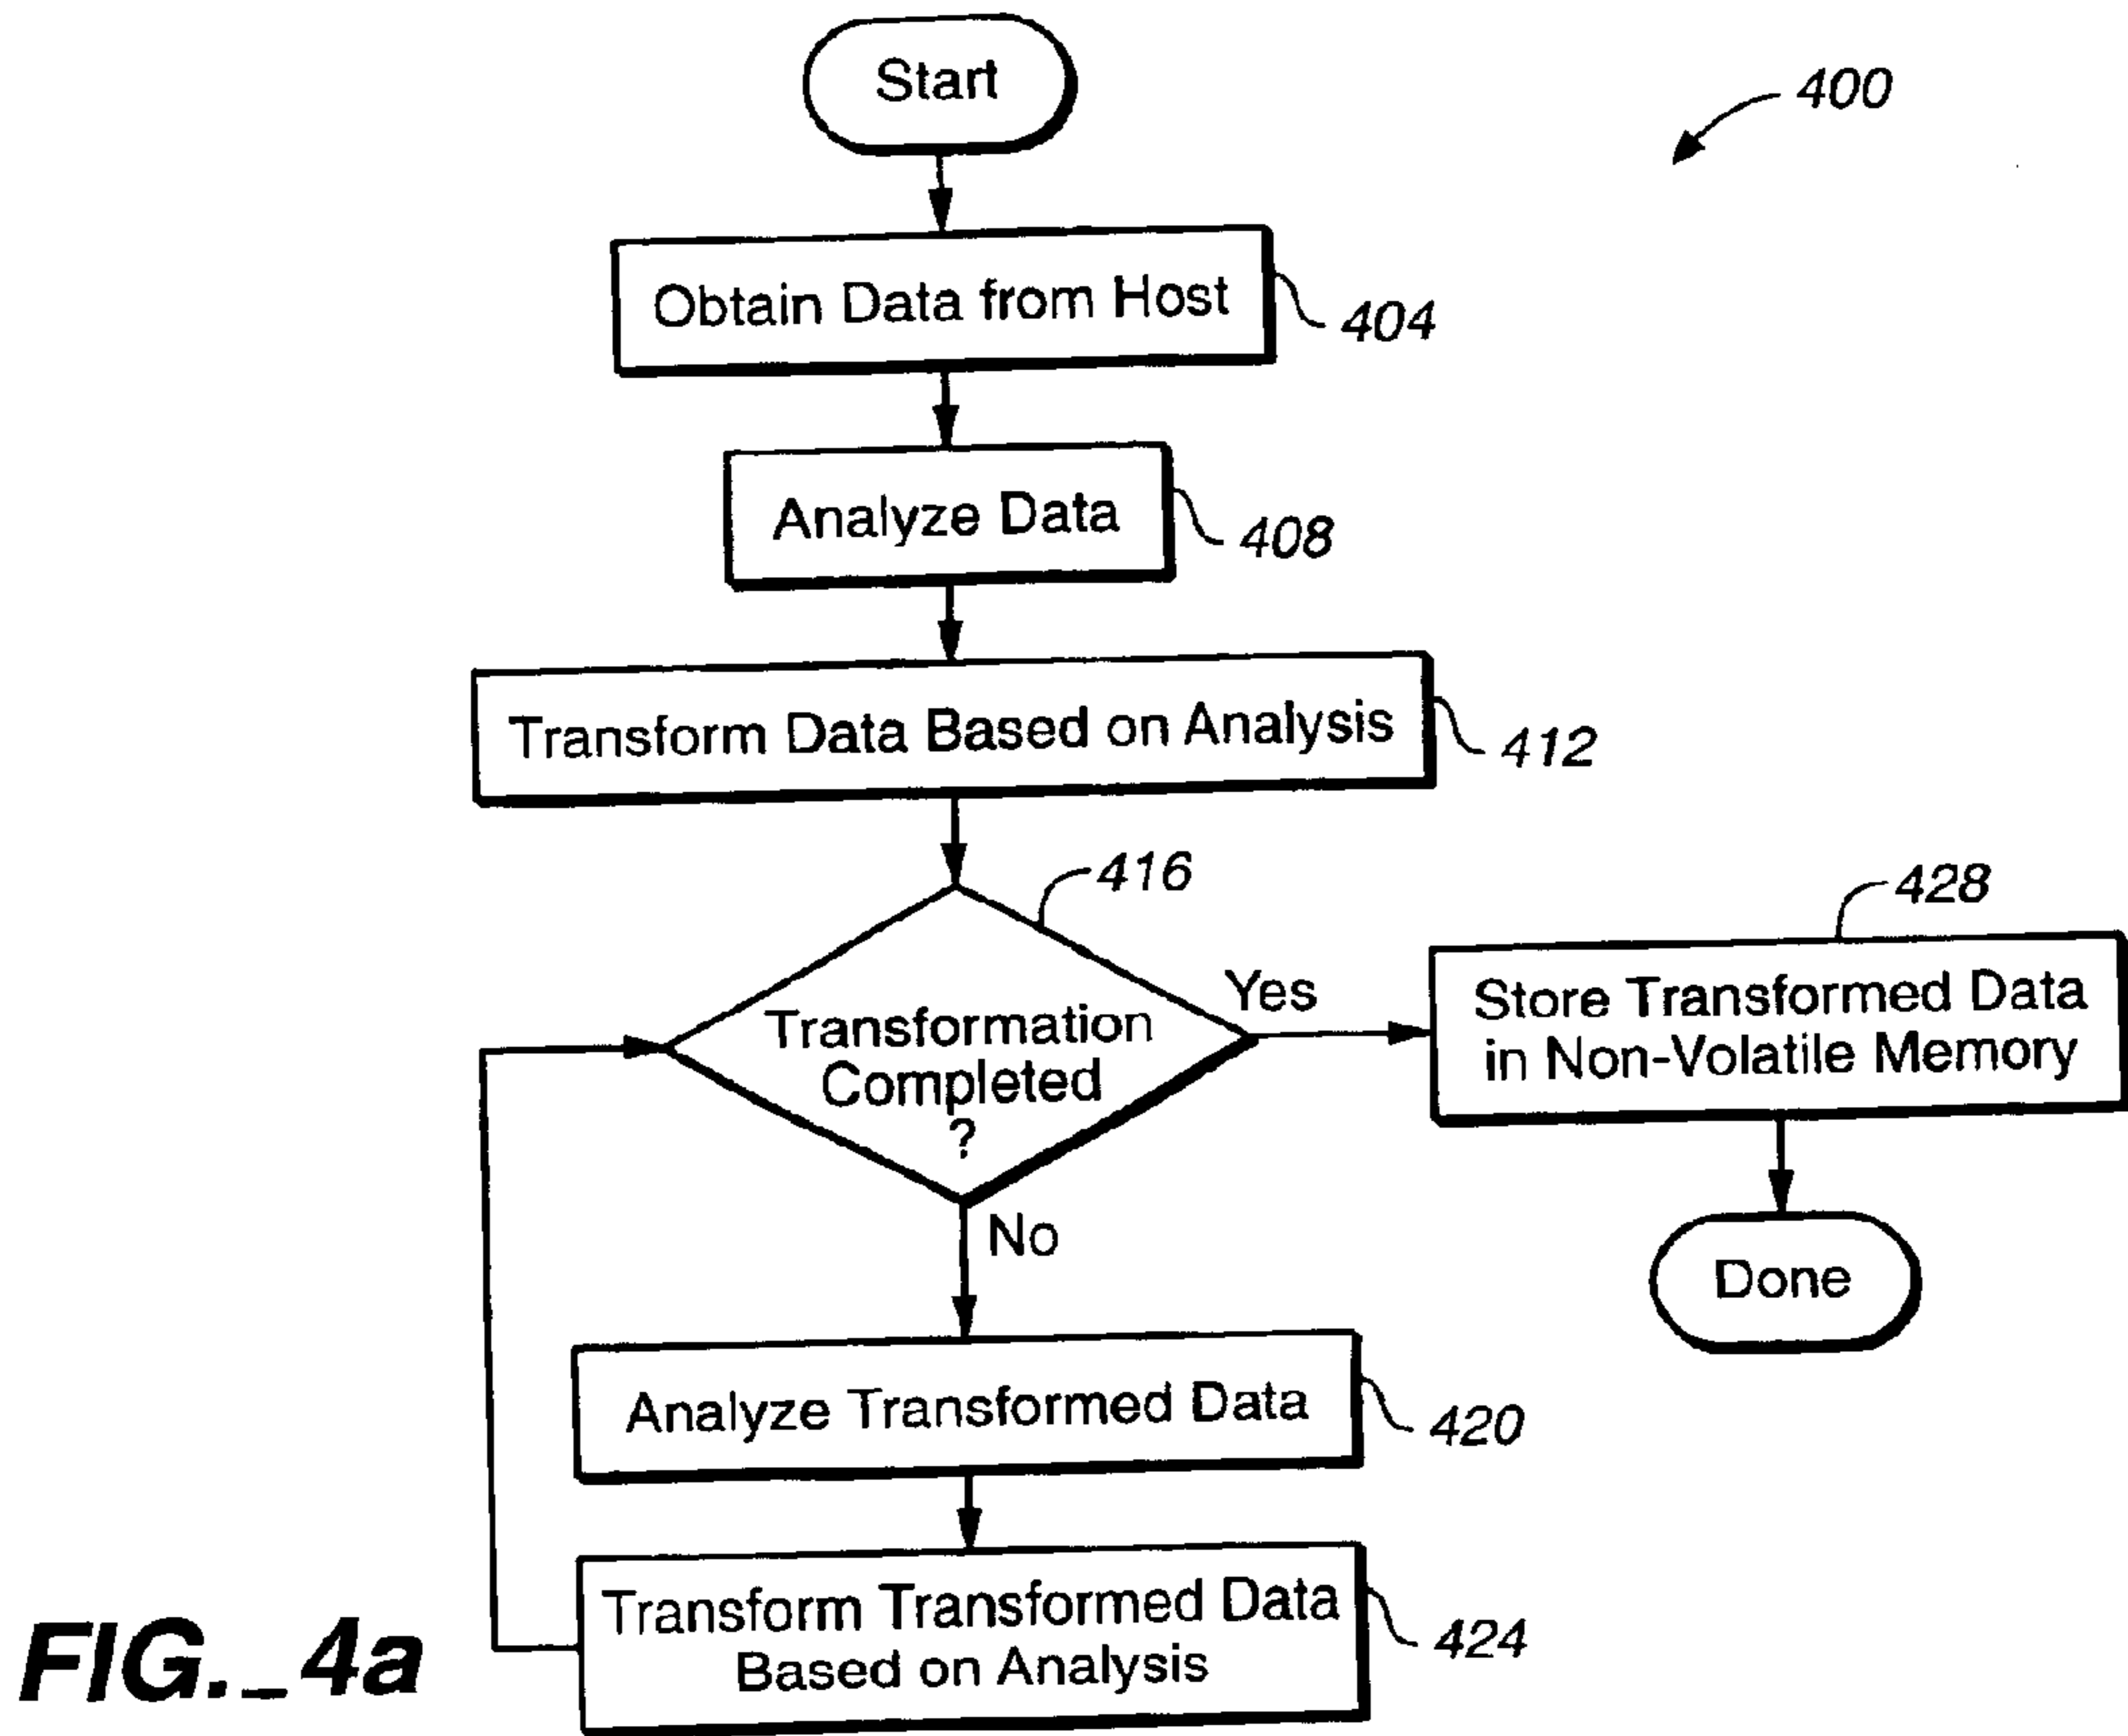 Start
400
Obtain Data from Host
404
Analyze Data
408
Transform Data Based on Analysis
412
416
Transformation
Completed
?
Yes
428
Store Transformed Data
in Non-Volatile Memory
Done
No
Analyze Transformed Data
420
Transform Transformed Data
Based on Analysis
424
FIG._4a